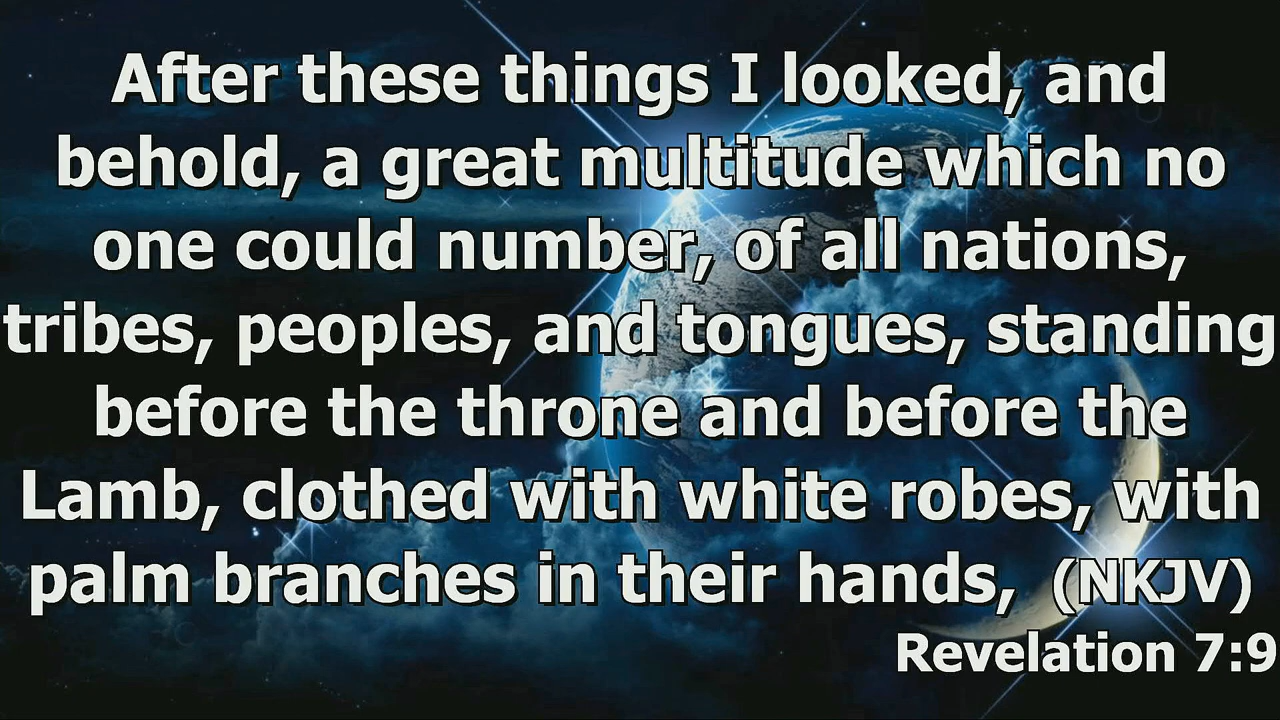 After these things I looked, and
behold, a great multitude which no
one could number, of all nations,
tribes, peoples, and tongues, standing
before the throne and before the
Lamb, clothed with white robes, with
palm branches in their hands, (NKJV)
Revelation 7:9